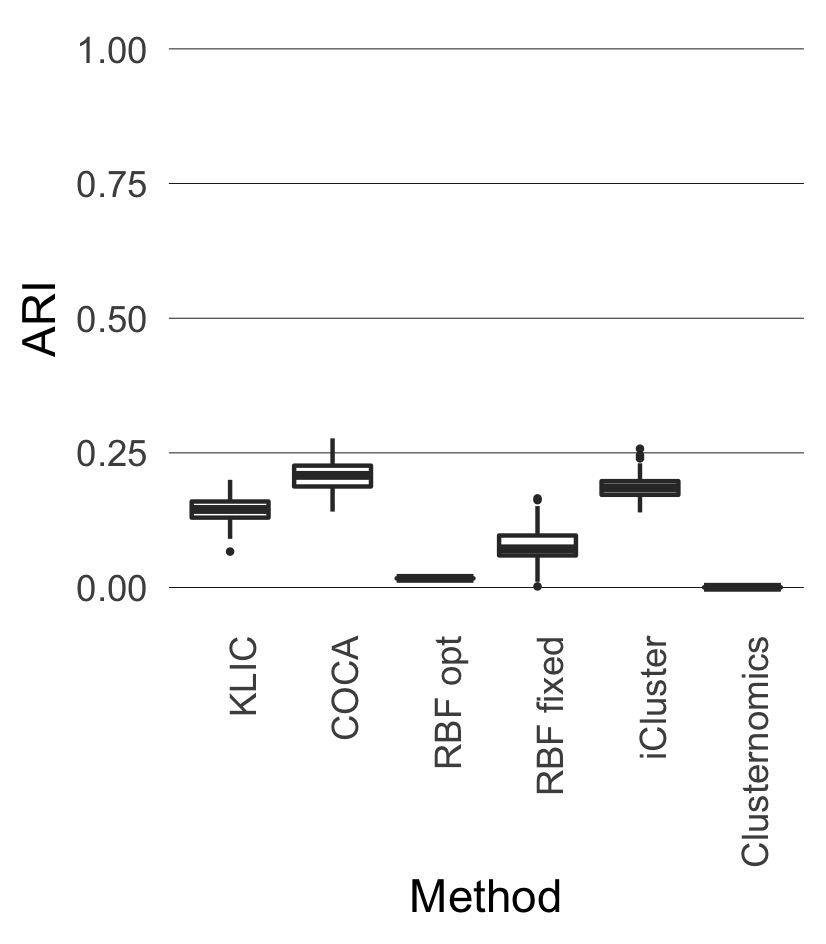 1.00
0.75
0.50
0.25
0.00
ARI
KLIC
COCA
RBF opt
RBF fixed
iCluster
Clusternomics
Method